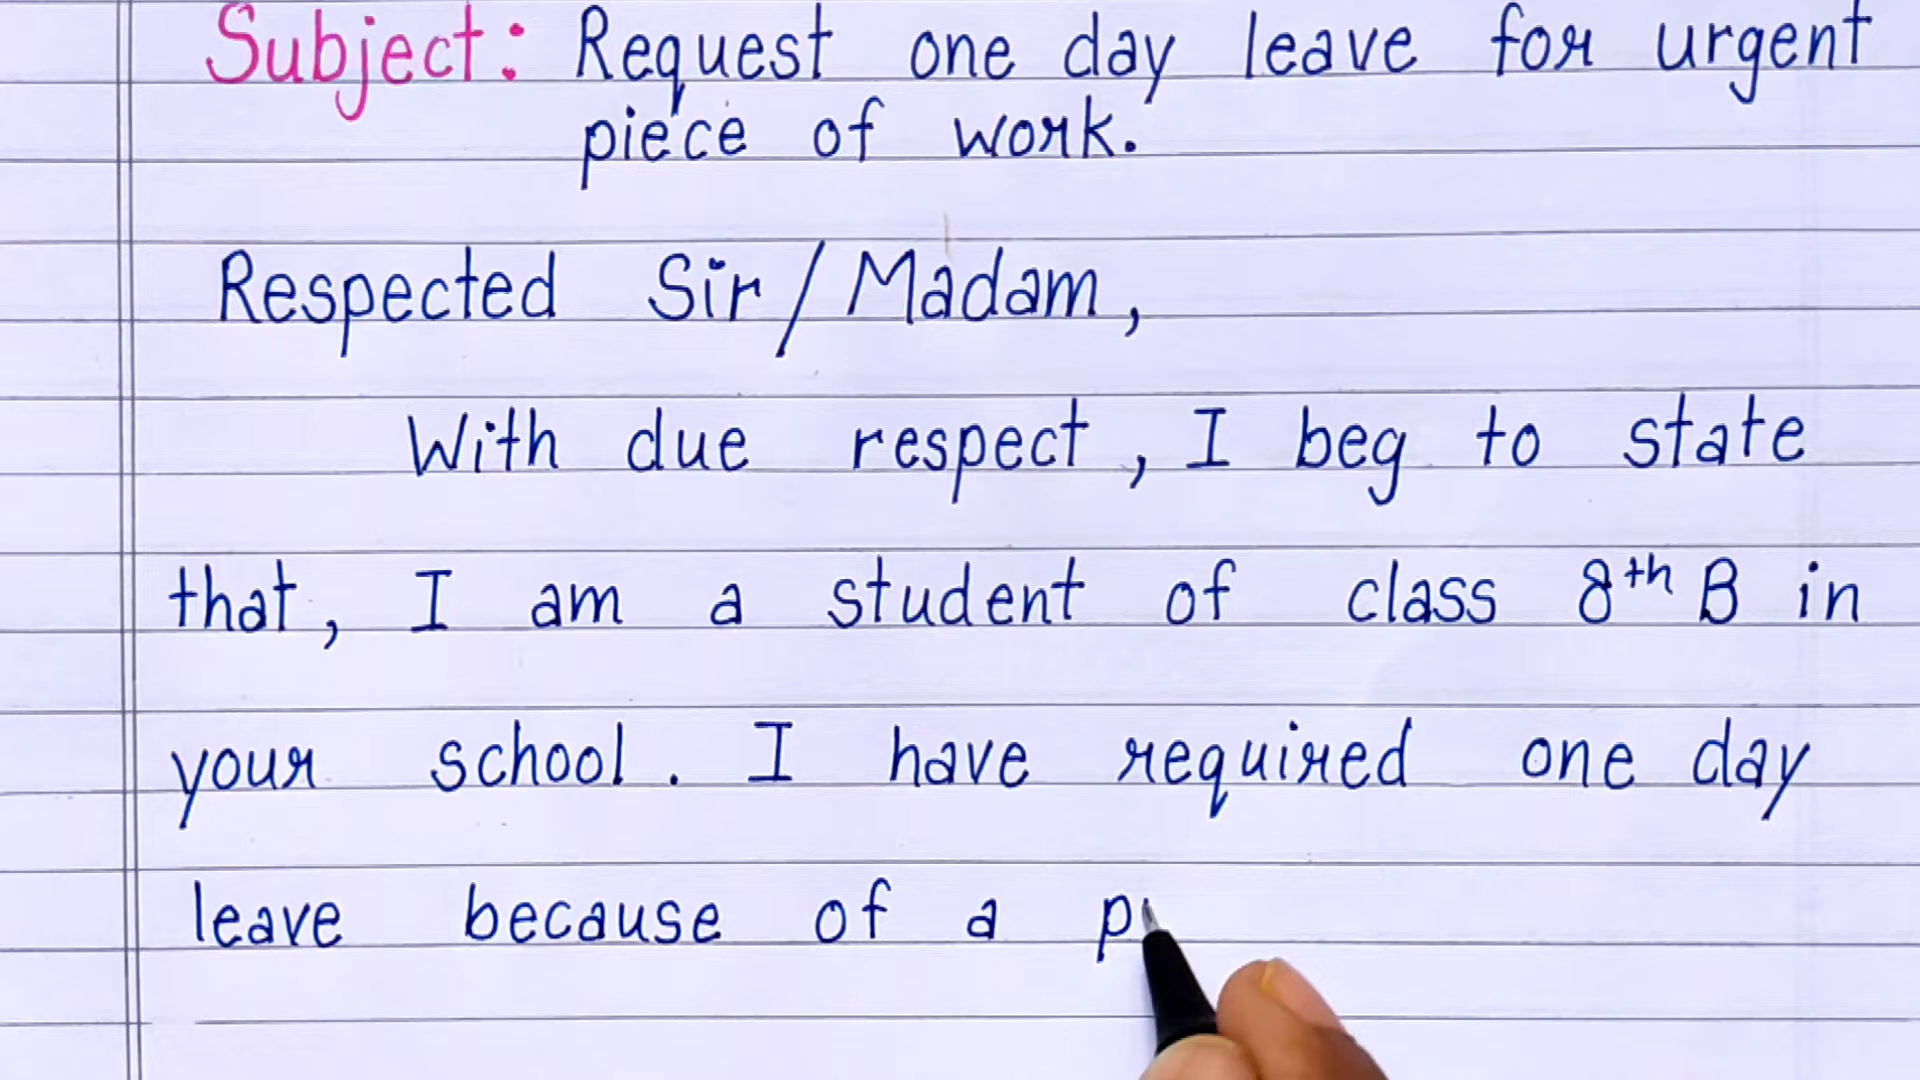 Subject: Request one day leave for urgent
piece of work.
Respected Sir/Madam,
With due respect, I beg to state
that, I am a student of class 8th B in
your school. I have required one day
leave because of a p